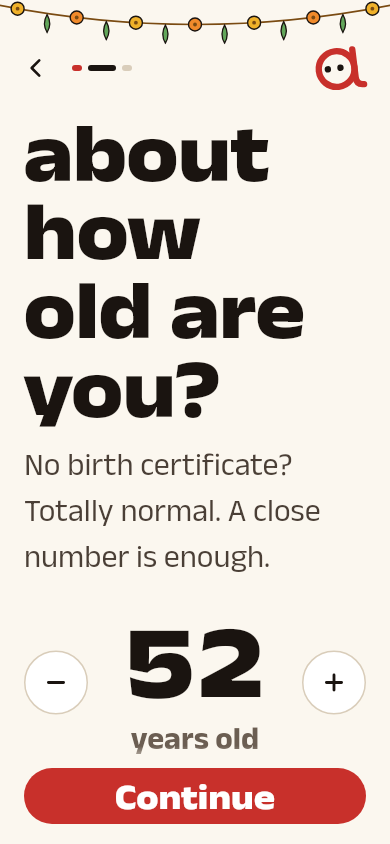 about
how
old are
you?
No birth certificate?
Totally normal. A close
number is enough.
−
52
+
years old
Continue